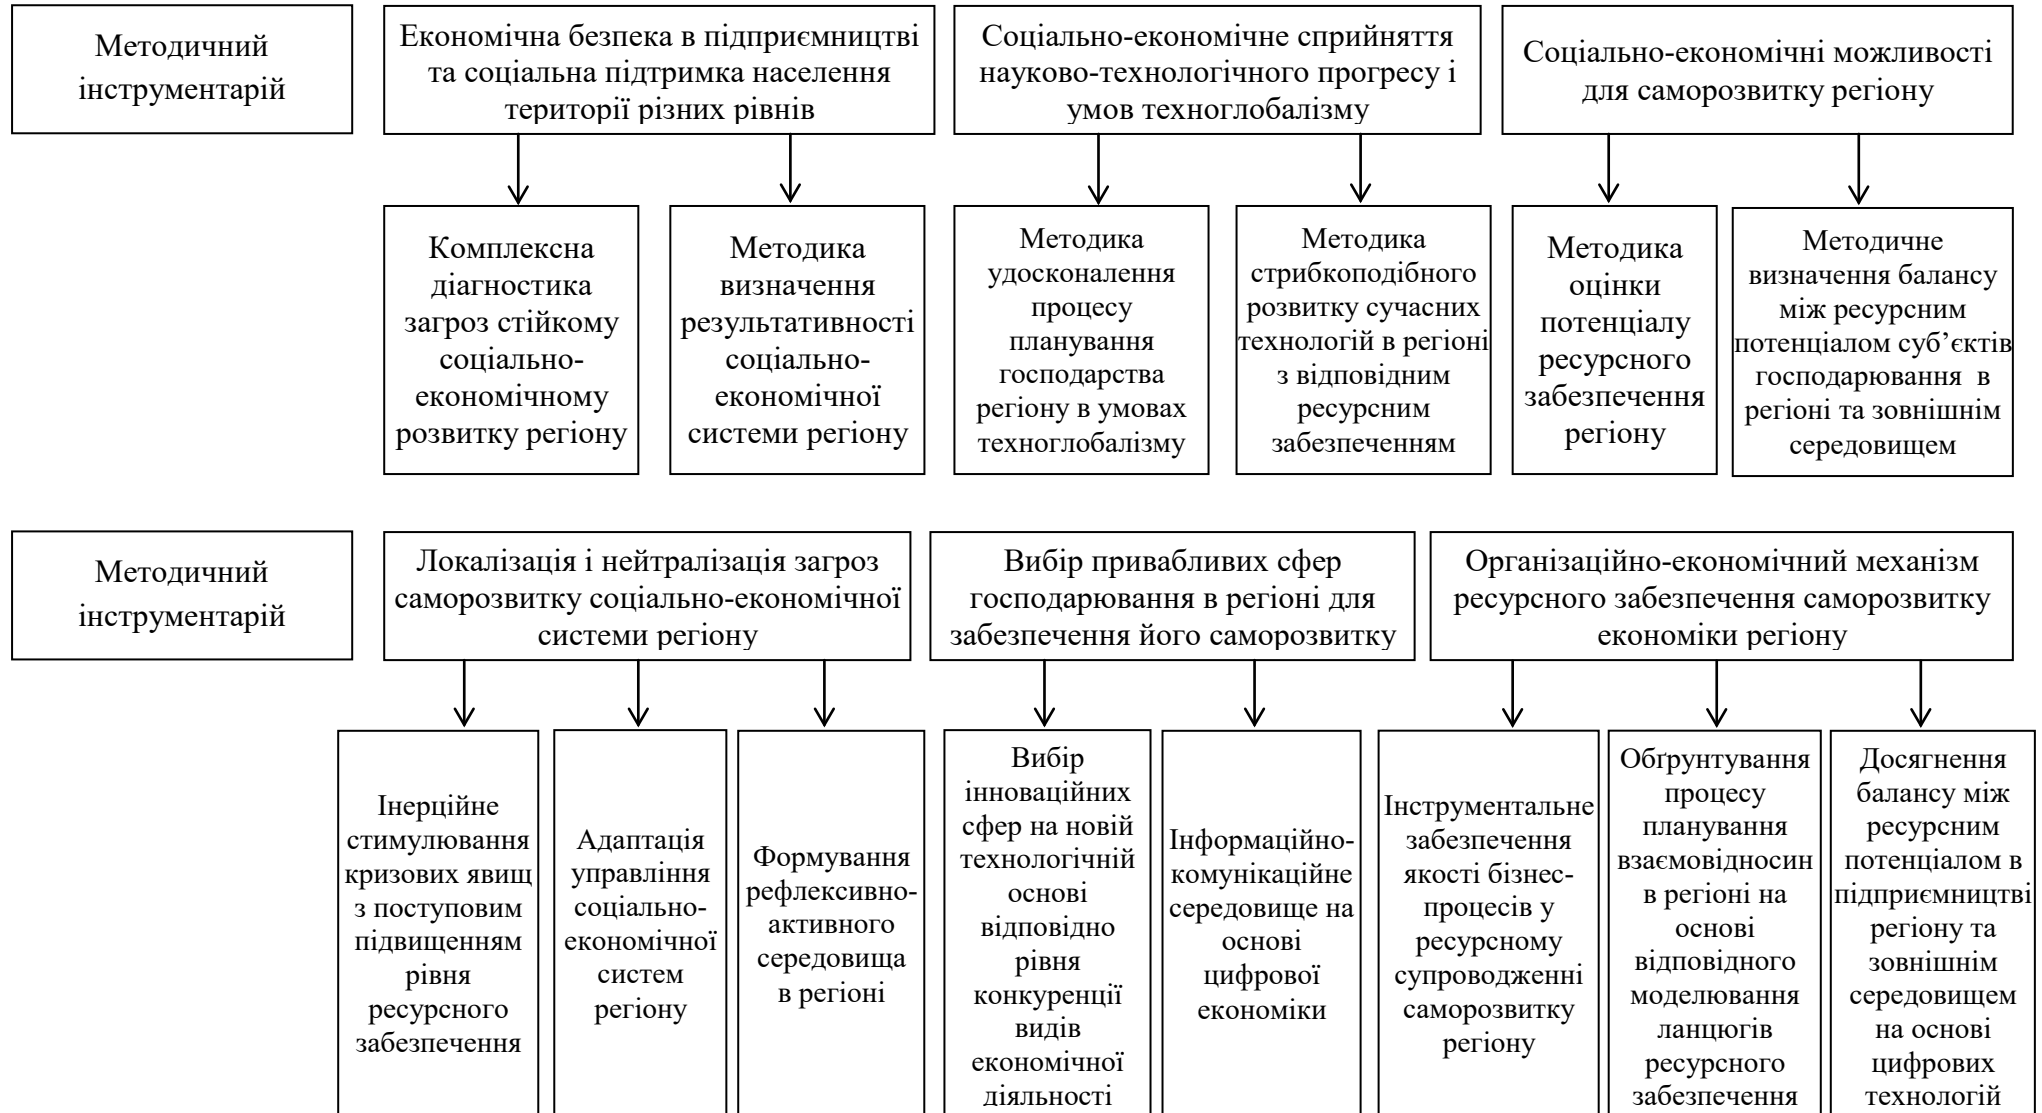 Методичний
інструментарій
Економічна безпека в підприємництві
та соціальна підтримка населення
території різних рівнів
Соціально-економічне сприйняття
науково-технологічного прогресу і
умов техноглобалізму
Соціально-економічні можливості
для саморозвитку регіону
Комплексна
діагностика
загроз стійкому
соціально-
економічному
розвитку регіону
Методика
визначення
результативності
соціально-
економічної
системи регіону
Методика
удосконалення
процесу
планування
господарства
регіону в умовах
техноглобалізму
Методика
стрибкоподібного
розвитку сучасних
технологій в регіоні
з відповідним
ресурсним
забезпеченням
Методика
оцінки
потенціалу
ресурсного
забезпечення
регіону
Методичне
визначення балансу
між ресурсним
потенціалом суб’єктів
господарювання в
регіоні та зовнішнім
середовищем
Методичний
інструментарій
Локалізація і нейтралізація загроз
саморозвитку соціально-економічної
системи регіону
Вибір привабливих сфер
господарювання в регіоні для
забезпечення його саморозвитку
Організаційно-економічний механізм
ресурсного забезпечення саморозвитку
економіки регіону
Інерційне
стимулювання
кризових явищ
з поступовим
підвищенням
рівня
ресурсного
забезпечення
Адаптація
управління
соціально-
економічної
систем
регіону
Формування
рефлексивно-
активного
середовища
в регіоні
Вибір
інноваційних
сфер на новій
технологічній
основі
відповідно
рівня
конкуренції
видів
економічної
діяльності
Інформаційно-
комунікаційне
середовище на
основі
цифрової
економіки
Інструментальне
забезпечення
якості бізнес-
процесів у
ресурсному
супроводженні
саморозвитку
регіону
Обґрунтування
процесу
планування
взаємовідносин
в регіоні на
основі
відповідного
моделювання
ланцюгів
ресурсного
забезпечення
Досягнення
балансу між
ресурсним
потенціалом в
підприємництві
регіону та
зовнішнім
середовищем
на основі
цифрових
технологій